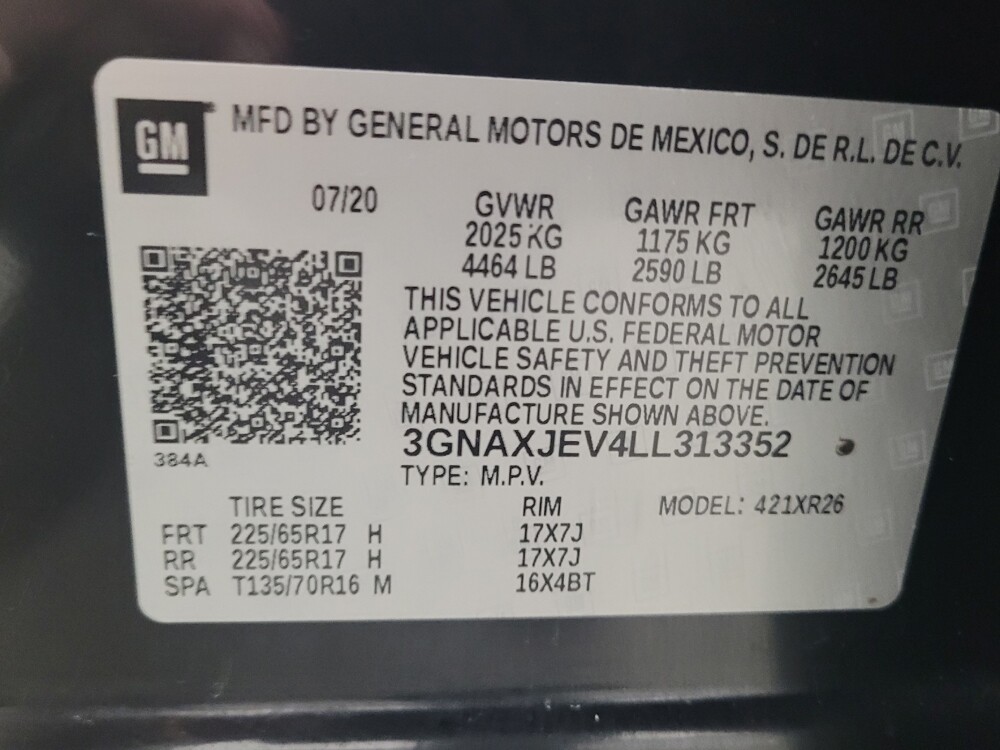 GM
MFD BY GENERAL MOTORS DE MEXICO, S. DE R.L. DE C.V.
07/20 GVWR GAWR FRT GAWR RR
2025 KG 1175 KG 1200 KG
4464 LB 2590 LB 2645 LB
THIS VEHICLE CONFORMS TO ALL
APPLICABLE U.S. FEDERAL MOTOR
VEHICLE SAFETY AND THEFT PREVENTION
STANDARDS IN EFFECT ON THE DATE OF
MANUFACTURE SHOWN ABOVE.
3GNAXJEV4LL313352
384A
TYPE: M.P.V.
TIRE SIZE RIM MODEL: 421XR26
FRT 225/65R17 H 17X7J
RR 225/65R17 H 17X7J
SPA T135/70R16 M 16X4BT